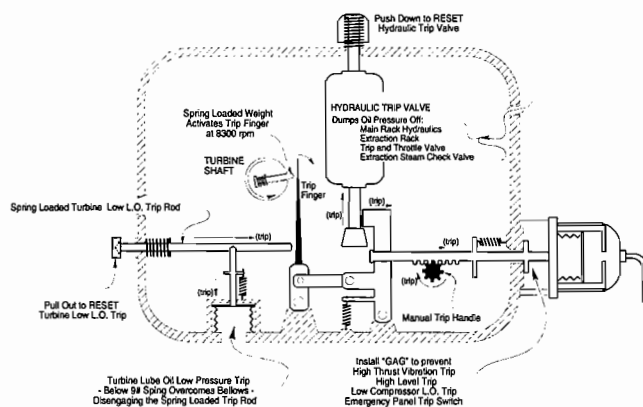 Push Down to RESET
Hydraulic Trip Valve
HYDRAULIC TRIP VALVE
Dumps Oil Pressure Off:
Main Rack Hydraulics
Extraction Rack
Trip and Throttle Valve
Extraction Steam Check Valve
Spring Loaded Weight
Activates Trip Finger
at 8300 rpm
TURBINE
SHAFT
Trip
Finger
(trip)
(trip)
Spring Loaded Turbine Low L.O. Trip Rod
(trip)
(trip)
(trip)
(trip)
Pull Out to RESET
Turbine Low L.O. Trip
Manual Trip Handle
Turbine Lube Oil Low Pressure Trip
- Below 9# Sping Overcomes Bellows -
Disengaging the Spring Loaded Trip Rod
Install "GAG" to prevent
High Thrust Vibration Trip
High Level Trip
Low Compressor L.O. Trip
Emergency Panel Trip Switch